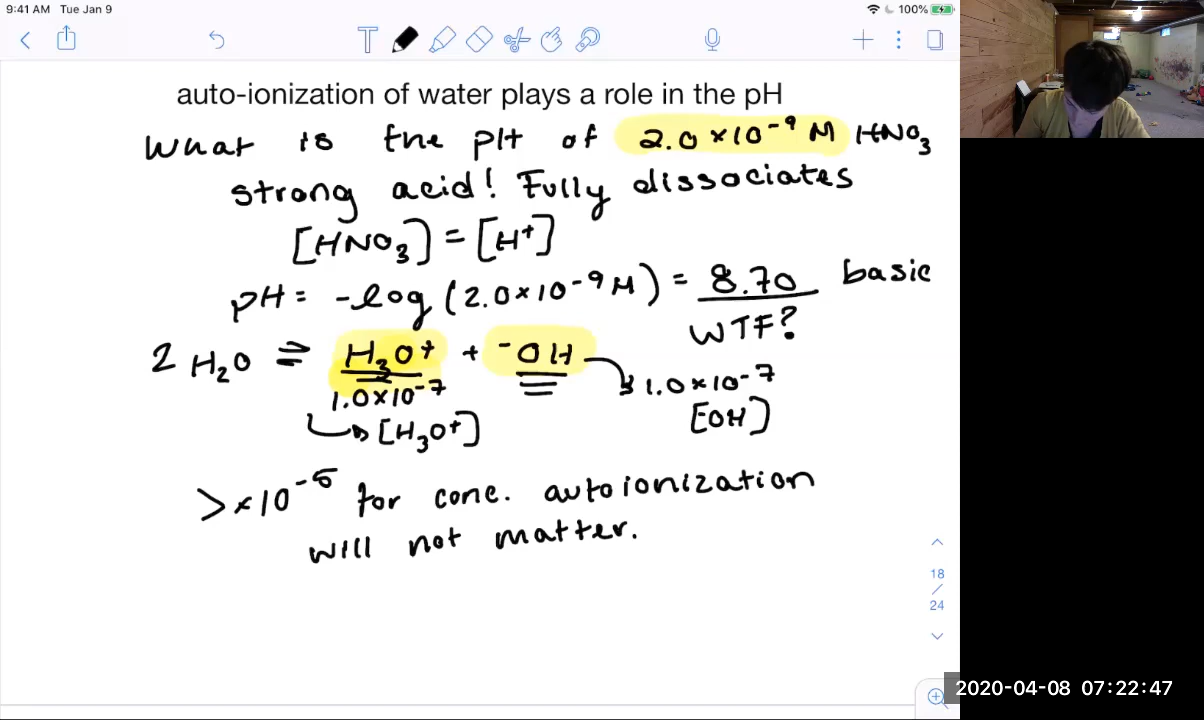 9:41 AM Tue Jan 9
100%
auto-ionization of water plays a role in the pH
What is the pH of 2.0×10⁻⁹ M HNO₃
strong acid! Fully dissociates
[HNO₃] = [H⁺]
pH = -log (2.0×10⁻⁹ M) = 8.70 basic
WTF?
2 H₂O ⇌ H₃O⁺ + ⁻OH
1.0×10⁻⁷ 1.0×10⁻⁷
[H₃O⁺] [OH]
> ×10⁻⁵ for conc. autoionization
will not matter.
18
/
24
2020-04-08 07:22:47